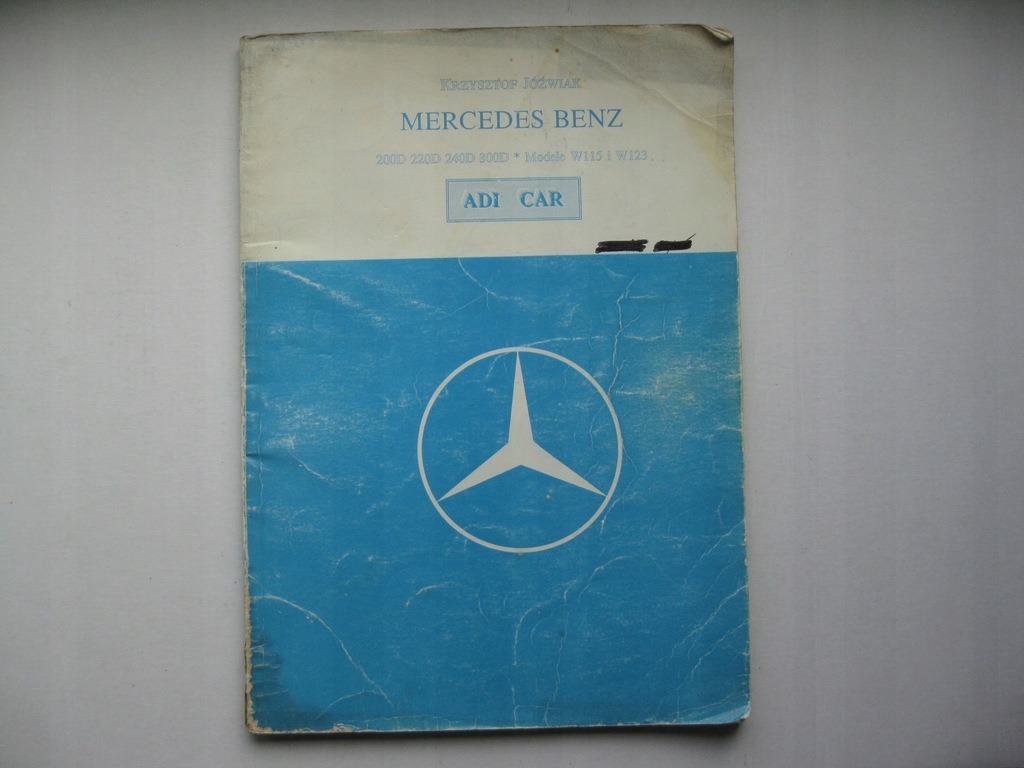 KRZYSZTOF JÓŹWIAK
MERCEDES BENZ
200D 220D 240D 300D * Modele W115 i W123
ADI CAR